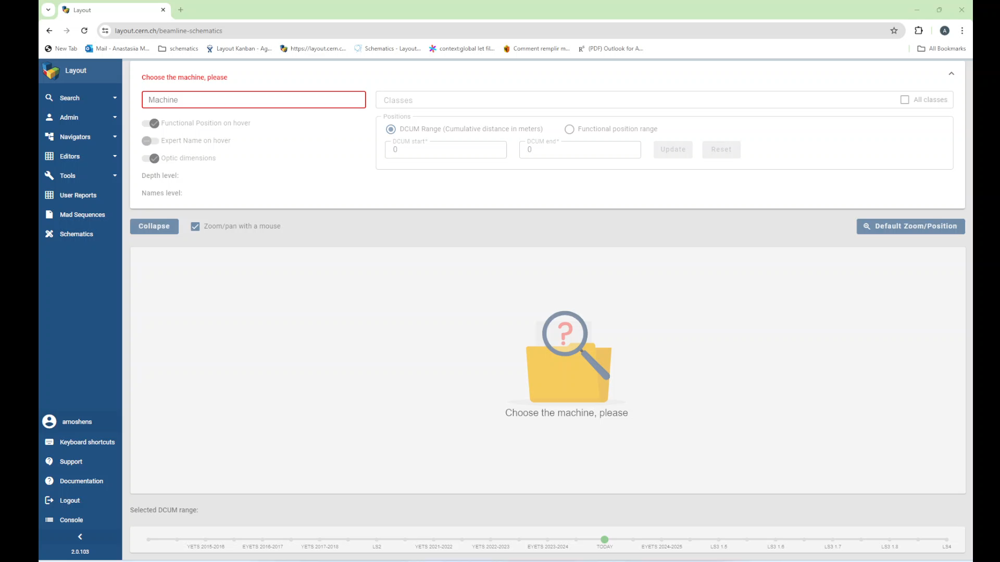 Layout
layout.cern.ch/beamline-schematics
New Tab
Mail - Anastasiia M...
schematics
Layout Kanban - Ag...
https://layout.cern.c...
Schematics - Layout...
context:global let fil...
Comment remplir m...
R⁶ (PDF) Outlook for A...
All Bookmarks
A
Layout
Search
Admin
Navigators
Editors
Tools
User Reports
Mad Sequences
Schematics
amoshens
Keyboard shortcuts
Support
Documentation
Logout
Console
2.0.103
Choose the machine, please
Machine
Classes
All classes
Functional Position on hover
Expert Name on hover
Optic dimensions
Depth level:
Names level:
Positions
DCUM Range (Cumulative distance in meters)
Functional position range
DCUM start*
0
DCUM end*
0
Update
Reset
Collapse
Zoom/pan with a mouse
Default Zoom/Position
?
Choose the machine, please
Selected DCUM range:
YETS 2015-2016
EYETS 2016-2017
YETS 2017-2018
LS2
YETS 2021-2022
YETS 2022-2023
EYETS 2023-2024
TODAY
EYETS 2024-2025
LS3 1.5
LS3 1.6
LS3 1.7
LS3 1.8
LS4